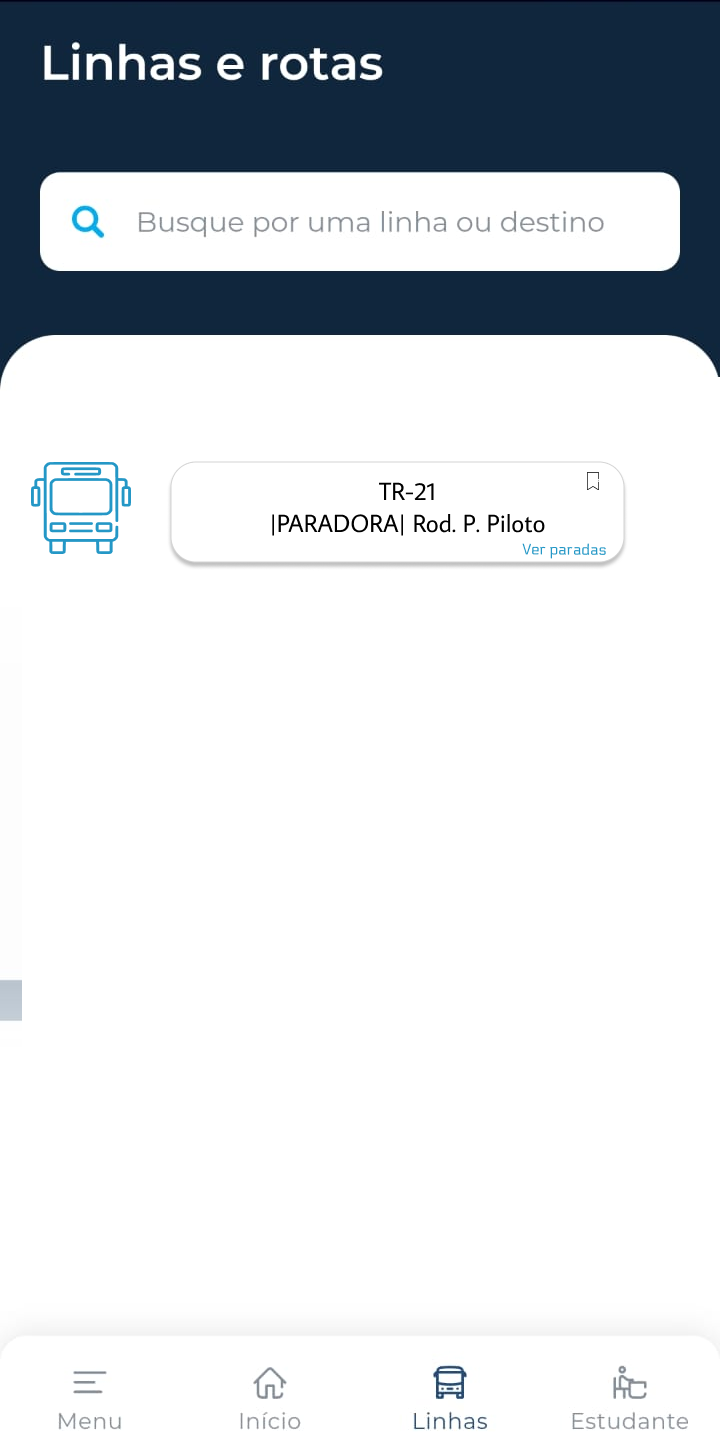 Linhas e rotas
Busque por uma linha ou destino
TR-21
|PARADORA| Rod. P. Piloto
Ver paradas
Menu
Início
Linhas
Estudante